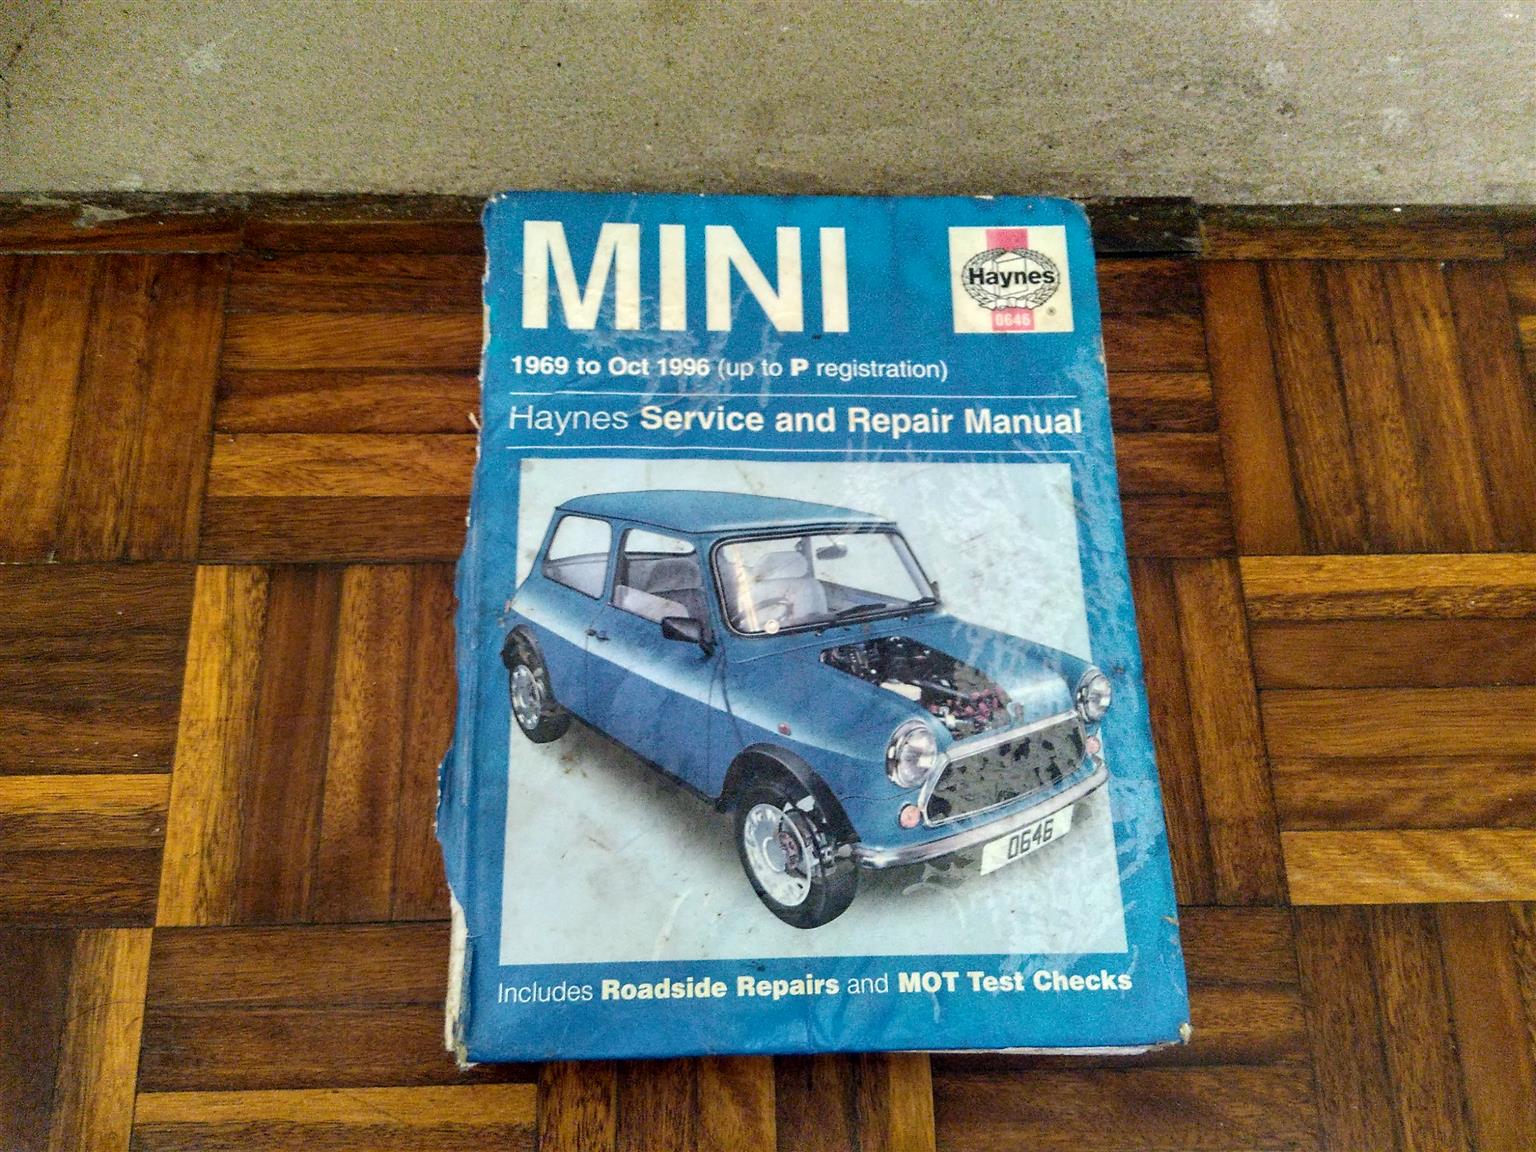 MINI
Haynes
0646
®
1969 to Oct 1996 (up to P registration)
Haynes Service and Repair Manual
0646
Includes Roadside Repairs and MOT Test Checks